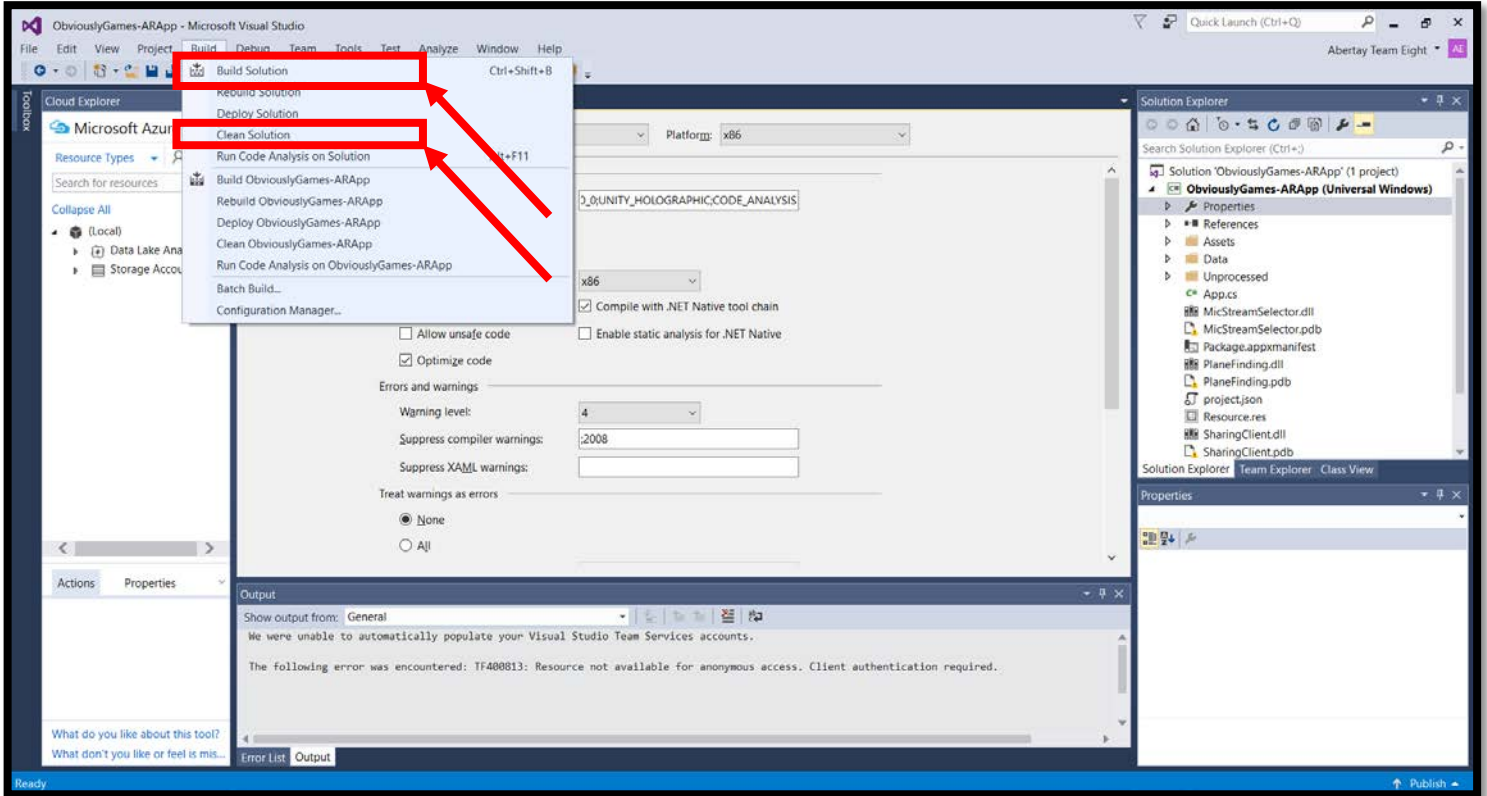 ObviouslyGames-ARApp - Microsoft Visual Studio
Quick Launch (Ctrl+Q)
File Edit View Project Build Debug Team Tools Test Analyze Window Help
Abertay Team Eight
AE
Toolbox
Cloud Explorer
Microsoft Azur
Resource Types
Search for resources
Collapse All
(Local)
Data Lake Ana
Storage Accou
Build Solution Ctrl+Shift+B
Rebuild Solution
Deploy Solution
Clean Solution
Run Code Analysis on Solution Alt+F11
Build ObviouslyGames-ARApp
Rebuild ObviouslyGames-ARApp
Deploy ObviouslyGames-ARApp
Clean ObviouslyGames-ARApp
Run Code Analysis on ObviouslyGames-ARApp
Batch Build...
Configuration Manager...
Platform: x86
0_0;UNITY_HOLOGRAPHIC;CODE_ANALYSIS
x86
Compile with .NET Native tool chain
Allow unsafe code
Enable static analysis for .NET Native
Optimize code
Errors and warnings
Warning level: 4
Suppress compiler warnings: ;2008
Suppress XAML warnings:
Treat warnings as errors
None
All
Solution Explorer
Search Solution Explorer (Ctrl+;)
Solution 'ObviouslyGames-ARApp' (1 project)
ObviouslyGames-ARApp (Universal Windows)
Properties
References
Assets
Data
Unprocessed
App.cs
MicStreamSelector.dll
MicStreamSelector.pdb
Package.appxmanifest
PlaneFinding.dll
PlaneFinding.pdb
project.json
Resource.res
SharingClient.dll
SharingClient.pdb
Solution Explorer Team Explorer Class View
Properties
Actions Properties
What do you like about this tool?
What don't you like or feel is mis...
Output
Show output from: General
We were unable to automatically populate your Visual Studio Team Services accounts.
The following error was encountered: TF400813: Resource not available for anonymous access. Client authentication required.
Error List Output
Ready
Publish